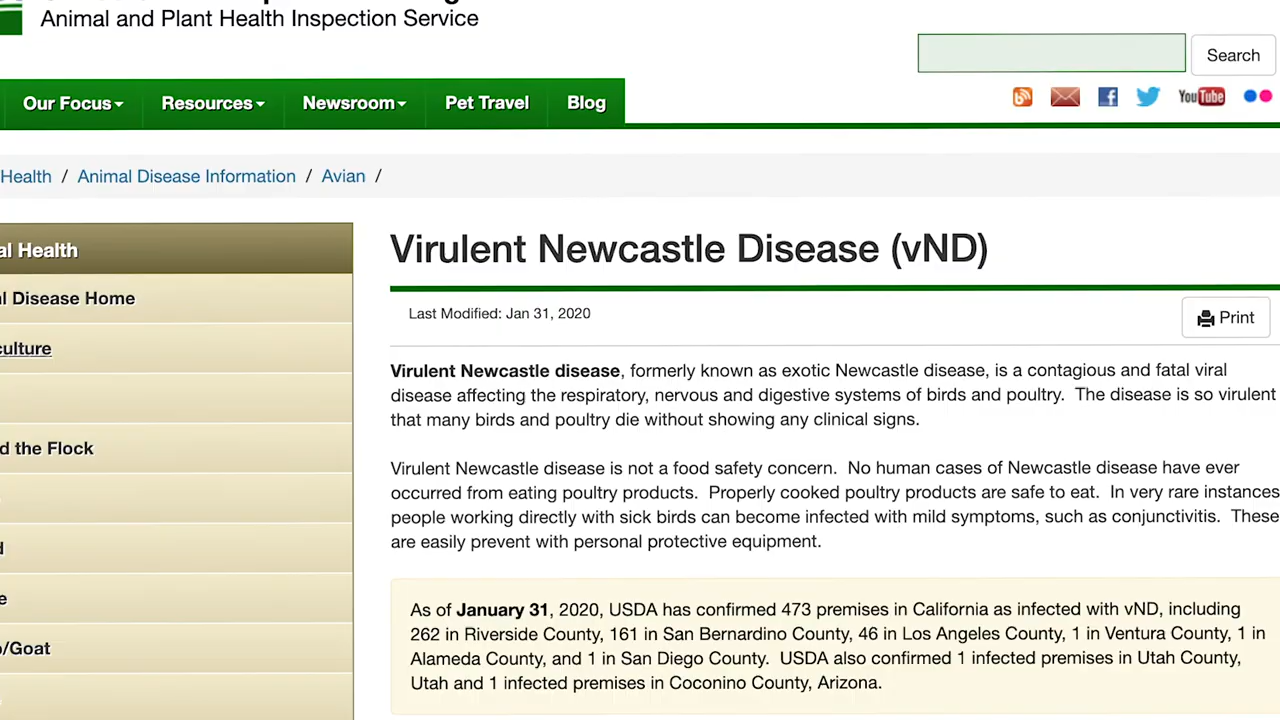 Animal and Plant Health Inspection Service
Search
Our Focus
Resources
Newsroom
Pet Travel
Blog
YouTube
Health / Animal Disease Information / Avian /
al Health
l Disease Home
culture
d the Flock
d
e
/Goat
Virulent Newcastle Disease (vND)
Last Modified: Jan 31, 2020
Print
Virulent Newcastle disease, formerly known as exotic Newcastle disease, is a contagious and fatal viral
disease affecting the respiratory, nervous and digestive systems of birds and poultry. The disease is so virulent
that many birds and poultry die without showing any clinical signs.
Virulent Newcastle disease is not a food safety concern. No human cases of Newcastle disease have ever
occurred from eating poultry products. Properly cooked poultry products are safe to eat. In very rare instances
people working directly with sick birds can become infected with mild symptoms, such as conjunctivitis. These
are easily prevent with personal protective equipment.
As of January 31, 2020, USDA has confirmed 473 premises in California as infected with vND, including
262 in Riverside County, 161 in San Bernardino County, 46 in Los Angeles County, 1 in Ventura County, 1 in
Alameda County, and 1 in San Diego County. USDA also confirmed 1 infected premises in Utah County,
Utah and 1 infected premises in Coconino County, Arizona.